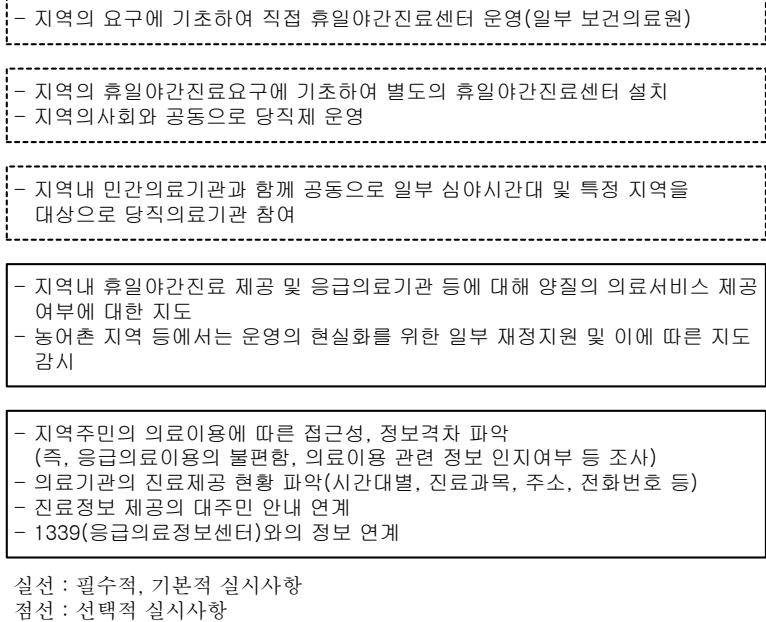 - 지역의 요구에 기초하여 직접 휴일야간진료센터 운영(일부 보건의료원)
- 지역의 휴일야간진료요구에 기초하여 별도의 휴일야간진료센터 설치
- 지역의사회와 공동으로 당직제 운영
- 지역내 민간의료기관과 함께 공동으로 일부 심야시간대 및 특정 지역을
대상으로 당직의료기관 참여
- 지역내 휴일야간진료 제공 및 응급의료기관 등에 대해 양질의 의료서비스 제공
여부에 대한 지도
- 농어촌 지역 등에서는 운영의 현실화를 위한 일부 재정지원 및 이에 따른 지도
감시
- 지역주민의 의료이용에 따른 접근성, 정보격차 파악
(즉, 응급의료이용의 불편함, 의료이용 관련 정보 인지여부 등 조사)
- 의료기관의 진료제공 현황 파악(시간대별, 진료과목, 주소, 전화번호 등)
- 진료정보 제공의 대주민 안내 연계
- 1339(응급의료정보센터)와의 정보 연계
실선 : 필수적, 기본적 실시사항
점선 : 선택적 실시사항